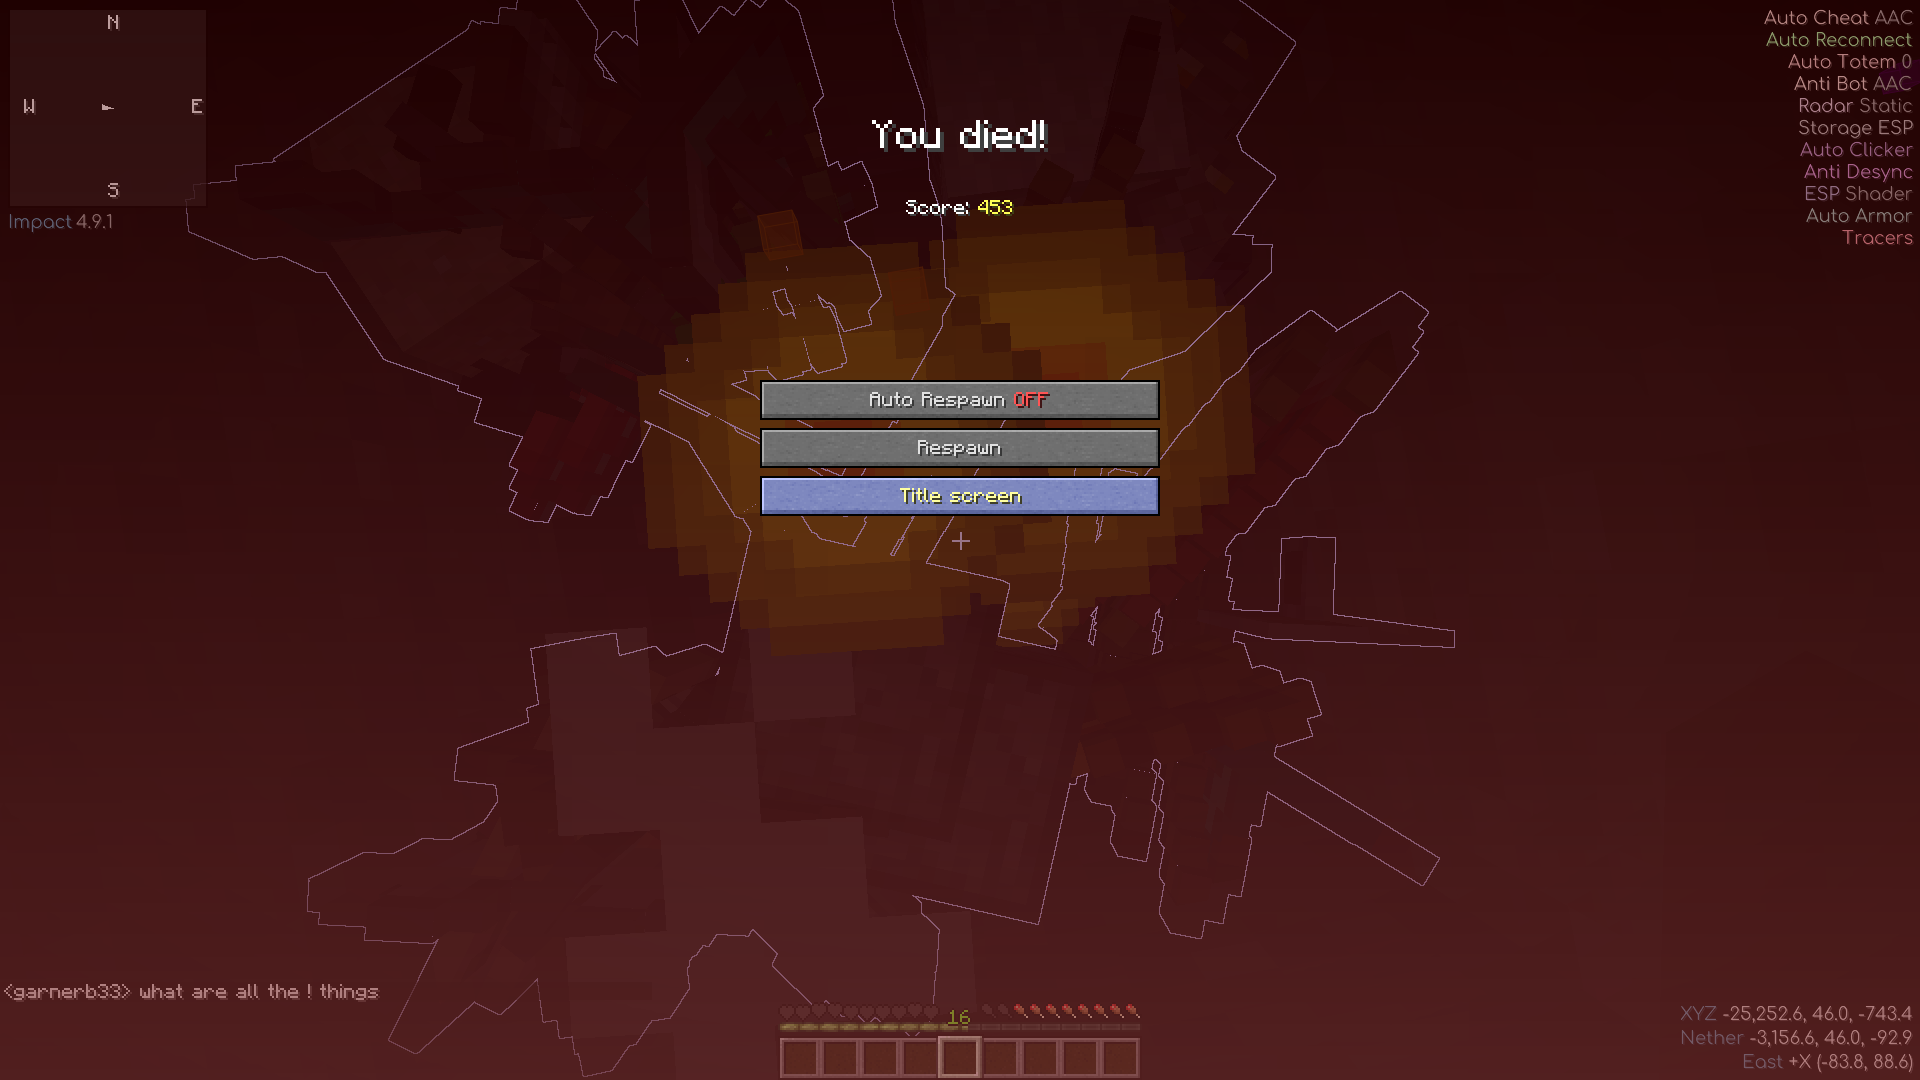 N
W
E
S
Impact 4.9.1
You died!
Score: 453
Auto Respawn OFF
Respawn
Title screen
Auto Cheat AAC
Auto Reconnect
Auto Totem 0
Anti Bot AAC
Radar Static
Storage ESP
Auto Clicker
Anti Desync
ESP Shader
Auto Armor
Tracers
<garnerb33> what are all the ! things
16
XYZ -25,252.6, 46.0, -743.4
Nether -3,156.6, 46.0, -92.9
East +X (-83.8, 88.6)